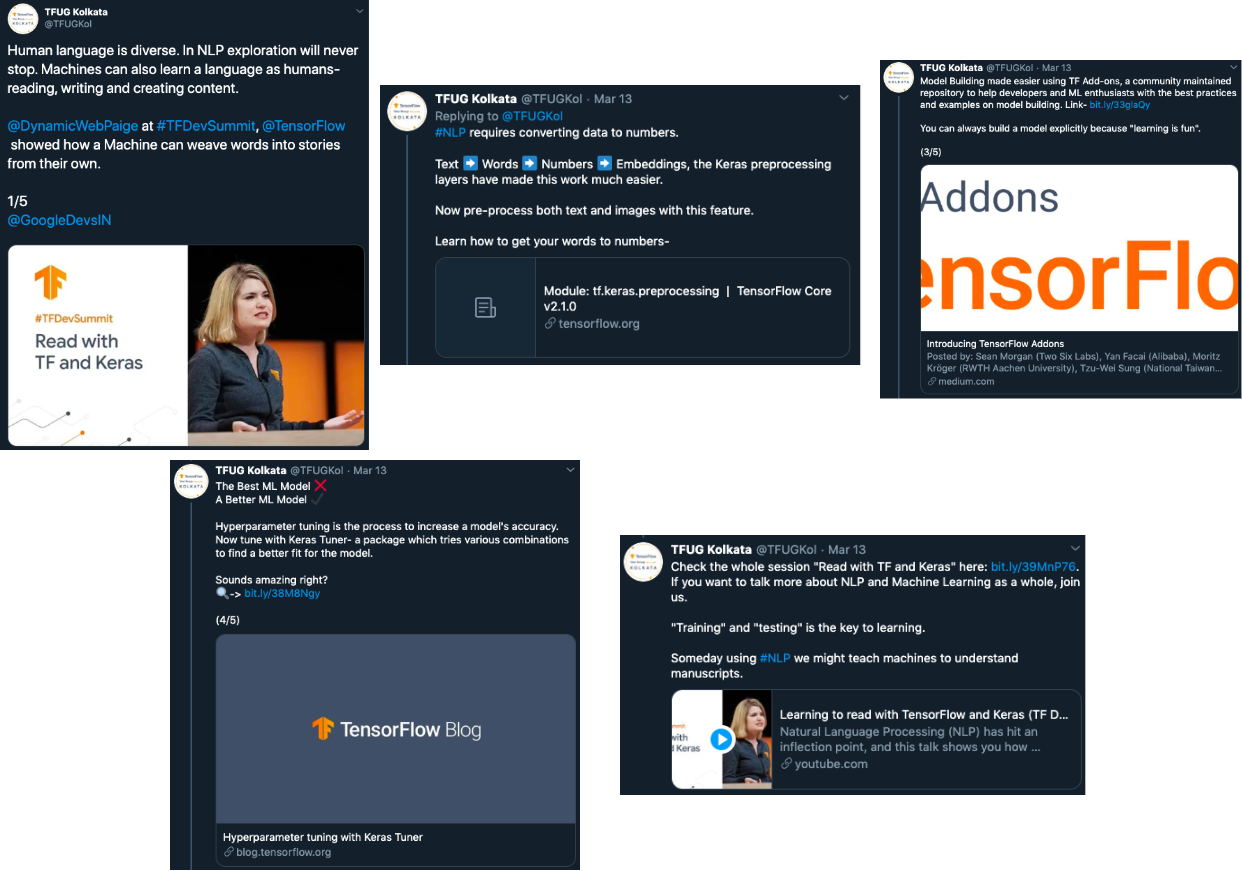 TFUG Kolkata
@TFUGKol
Human language is diverse. In NLP exploration will never
stop. Machines can also learn a language as humans-
reading, writing and creating content.
@DynamicWebPaige at #TFDevSummit, @TensorFlow
showed how a Machine can weave words into stories
from their own.
1/5
@GoogleDevsIN
#TFDevSummit
Read with
TF and Keras
TFUG Kolkata @TFUGKol · Mar 13
Replying to @TFUGKol
#NLP requires converting data to numbers.
Text ➡ Words ➡ Numbers ➡ Embeddings, the Keras preprocessing
layers have made this work much easier.
Now pre-process both text and images with this feature.
Learn how to get your words to numbers-
Module: tf.keras.preprocessing | TensorFlow Core
v2.1.0
tensorflow.org
TFUG Kolkata @TFUGKol · Mar 13
Model Building made easier using TF Add-ons, a community maintained
repository to help developers and ML enthusiasts with the best practices
and examples on model building. Link- bit.ly/33glaQy
You can always build a model explicitly because "learning is fun".
(3/5)
Addons
ensorFlo
Introducing TensorFlow Addons
Posted by: Sean Morgan (Two Six Labs), Yan Facai (Alibaba), Moritz
Kröger (RWTH Aachen University), Tzu-Wei Sung (National Taiwan...
medium.com
TFUG Kolkata @TFUGKol · Mar 13
The Best ML Model ❌
A Better ML Model ✔
Hyperparameter tuning is the process to increase a model's accuracy.
Now tune with Keras Tuner- a package which tries various combinations
to find a better fit for the model.
Sounds amazing right?
🔍-> bit.ly/38M8Ngy
(4/5)
TensorFlow Blog
Hyperparameter tuning with Keras Tuner
blog.tensorflow.org
TFUG Kolkata @TFUGKol · Mar 13
Check the whole session "Read with TF and Keras" here: bit.ly/39MnP76.
If you want to talk more about NLP and Machine Learning as a whole, join
us.
"Training" and "testing" is the key to learning.
Someday using #NLP we might teach machines to understand
manuscripts.
with
d Keras
Learning to read with TensorFlow and Keras (TF D...
Natural Language Processing (NLP) has hit an
inflection point, and this talk shows you how ...
youtube.com